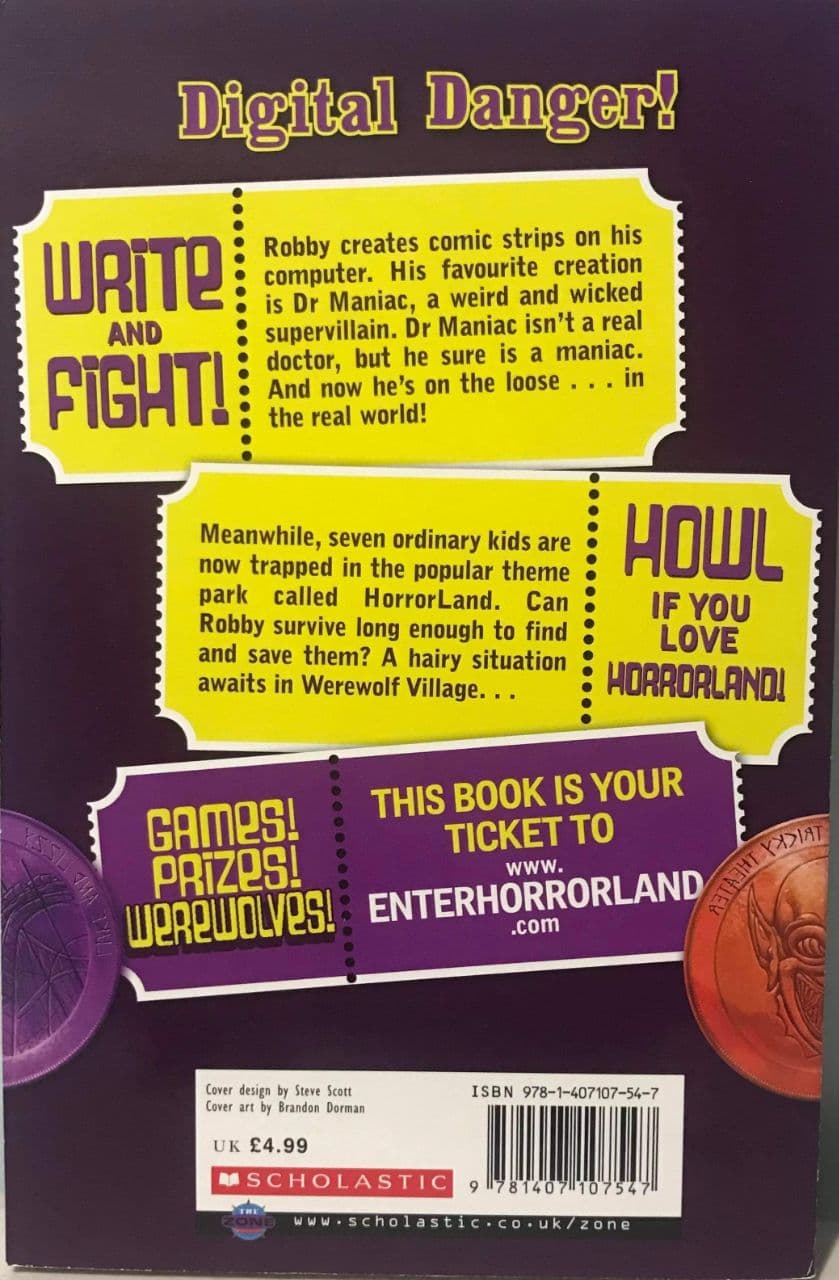 Digital Danger!
WRITE
AND
FIGHT!
Robby creates comic strips on his
computer. His favourite creation
is Dr Maniac, a weird and wicked
supervillain. Dr Maniac isn't a real
doctor, but he sure is a maniac.
And now he's on the loose . . . in
the real world!
Meanwhile, seven ordinary kids are
now trapped in the popular theme
park called HorrorLand. Can
Robby survive long enough to find
and save them? A hairy situation
awaits in Werewolf Village. . .
HOWL
IF YOU
LOVE
HORRORLAND!
GAMES!
PRIZES!
WEREWOLVES!
THIS BOOK IS YOUR
TICKET TO
www.
ENTERHORRORLAND
.com
TRICKY THEATER
Cover design by Steve Scott
Cover art by Brandon Dorman
UK £4.99
SCHOLASTIC
ISBN 978-1-407107-54-7
9 781407 107547
THE
ZONE
www.scholastic.co.uk/zone